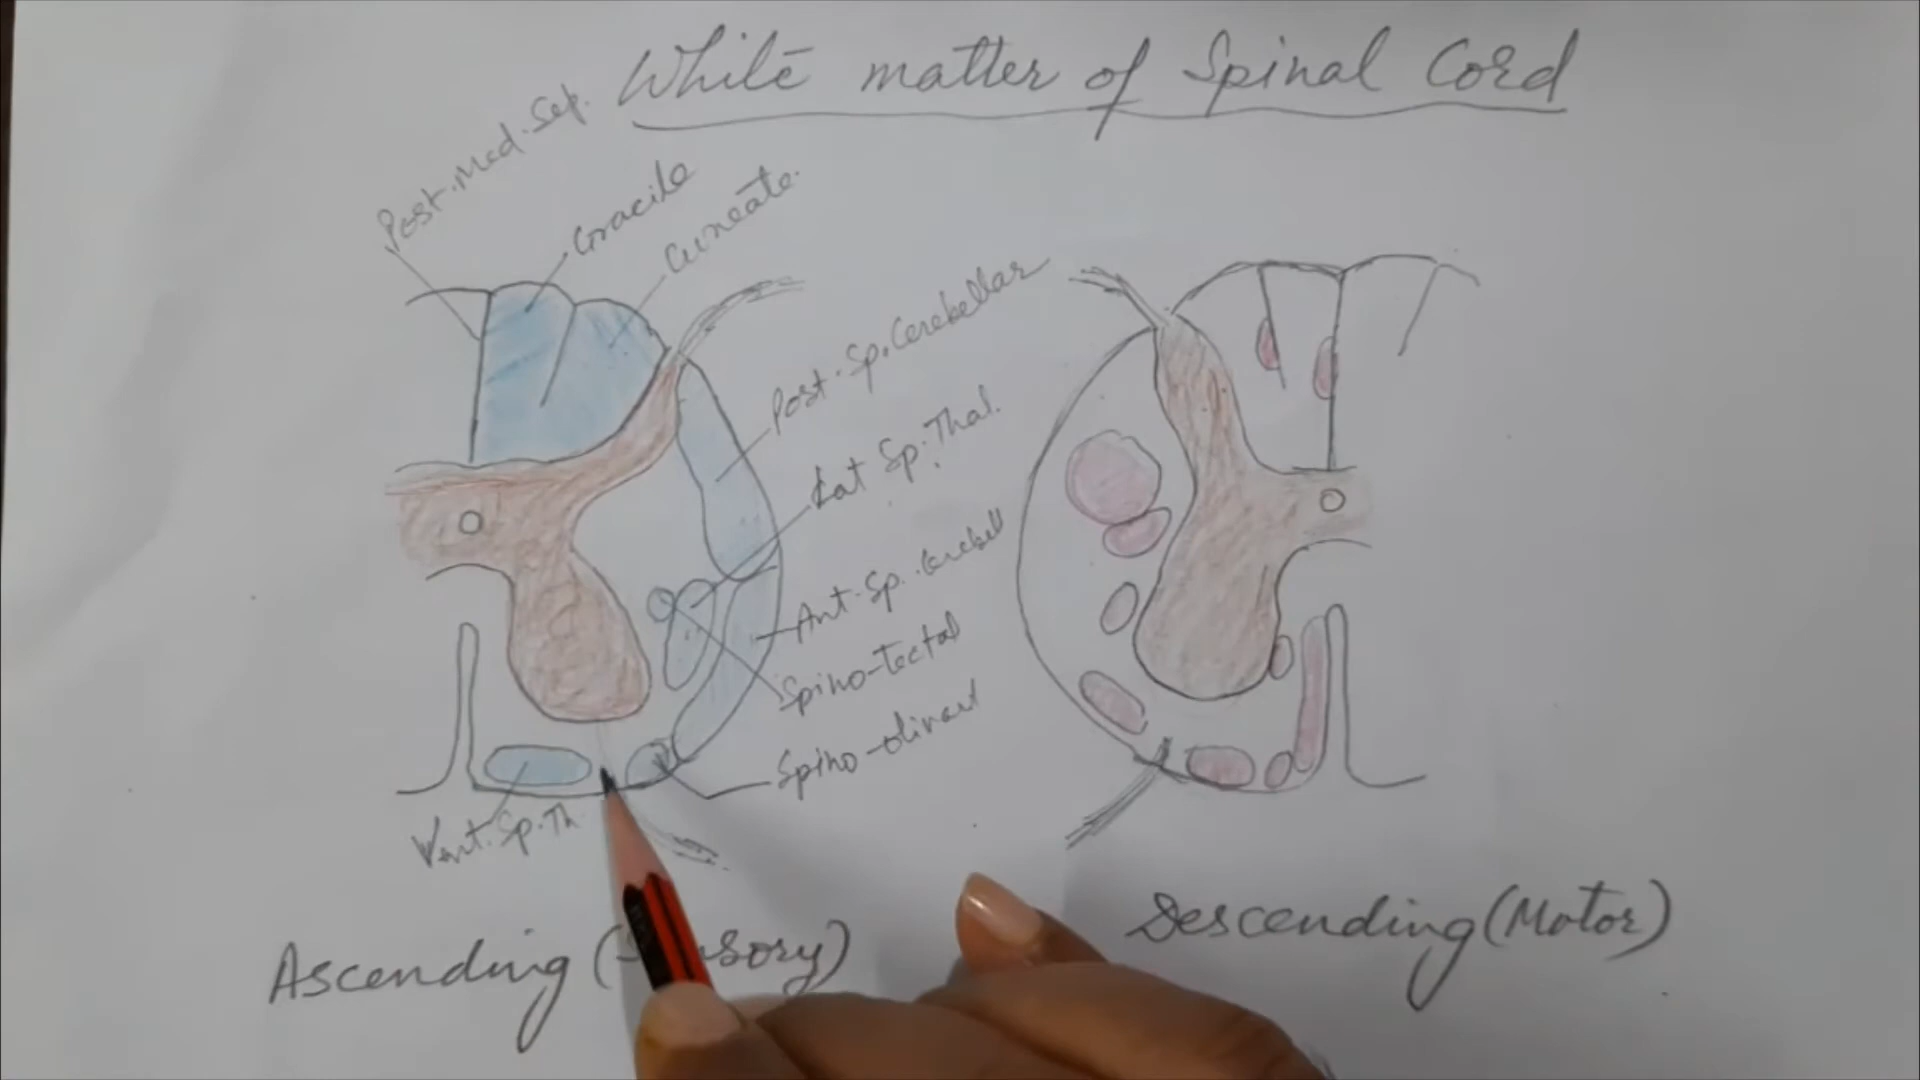 White matter of Spinal Cord
Post. Med. Sep.
Gracile
Cuneate.
Post. Sp. Cerebellar
Lat Sp. Thal.
Ant. Sp. Cerebell
Spino-Tectal
Spino-olivary
Vent. Sp. Th
Ascending (Sensory)
Descending (Motor)